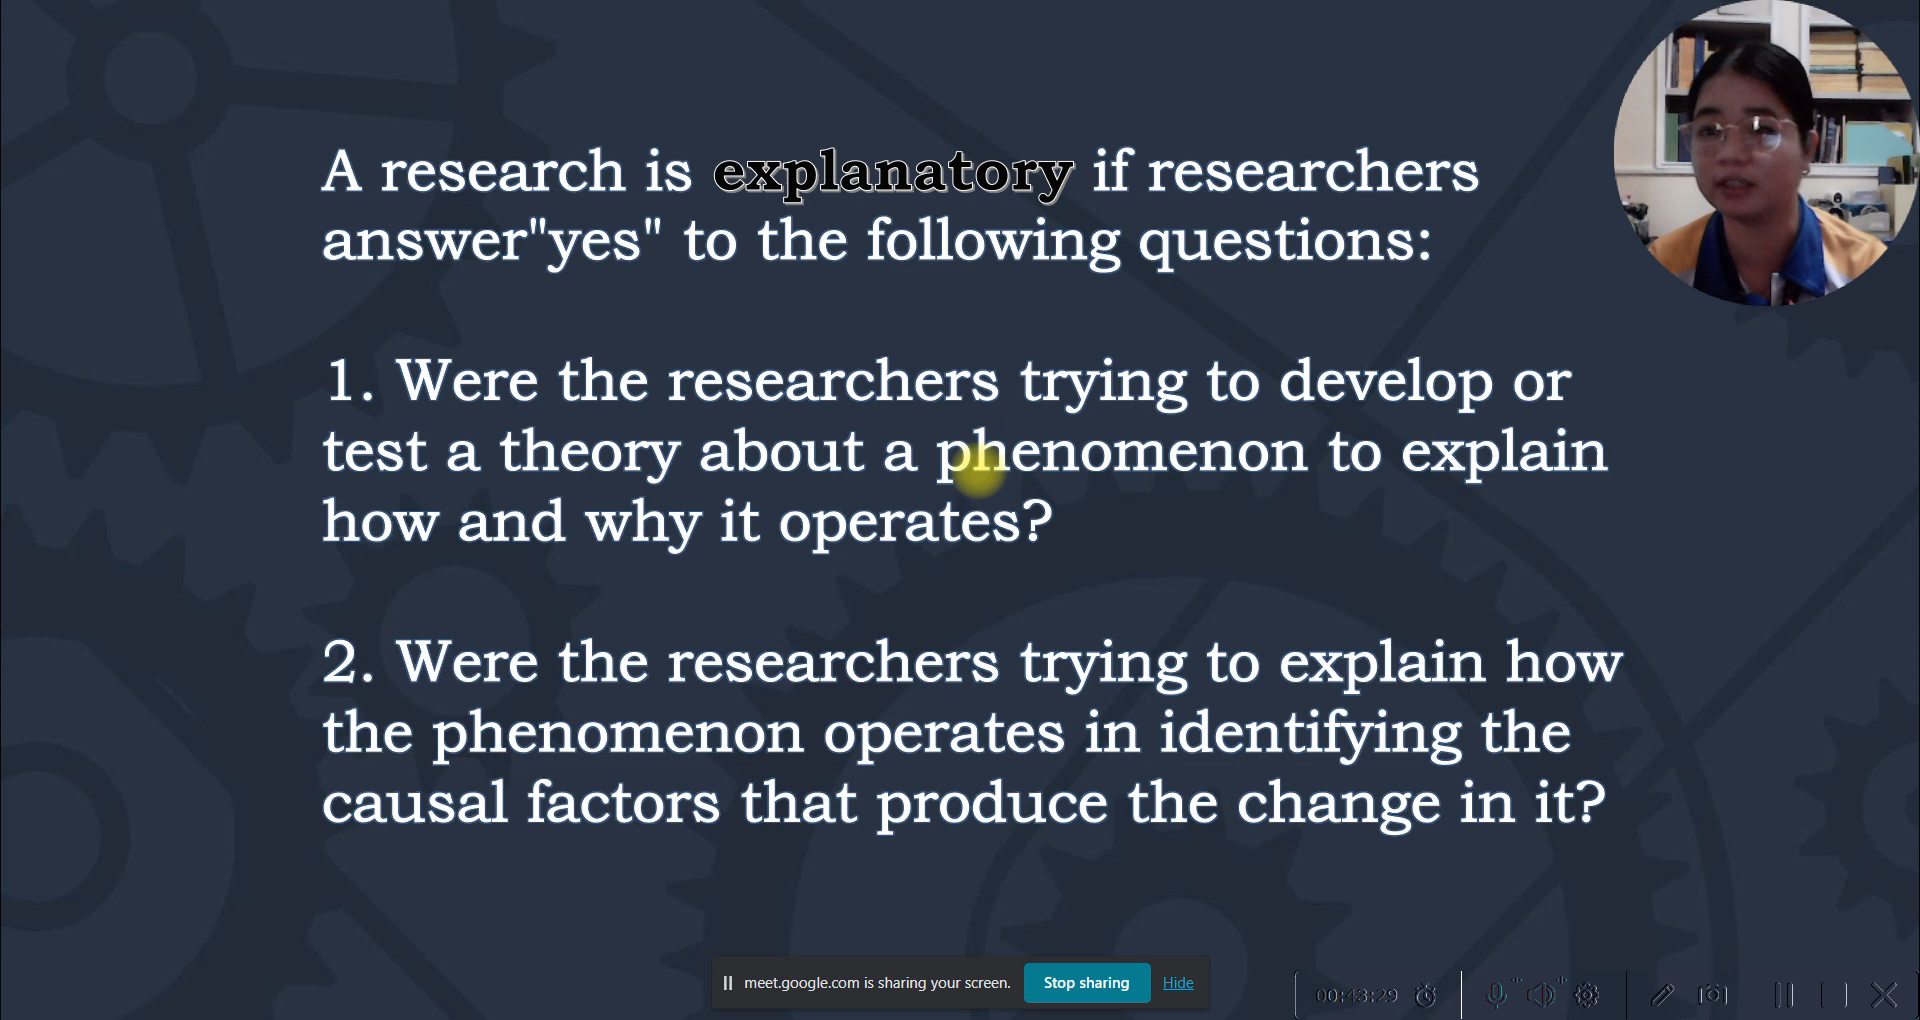 A research is explanatory if researchers
answer"yes" to the following questions:
1. Were the researchers trying to develop or
test a theory about a phenomenon to explain
how and why it operates?
2. Were the researchers trying to explain how
the phenomenon operates in identifying the
causal factors that produce the change in it?
meet.google.com is sharing your screen. Stop sharing Hide
00:43:29